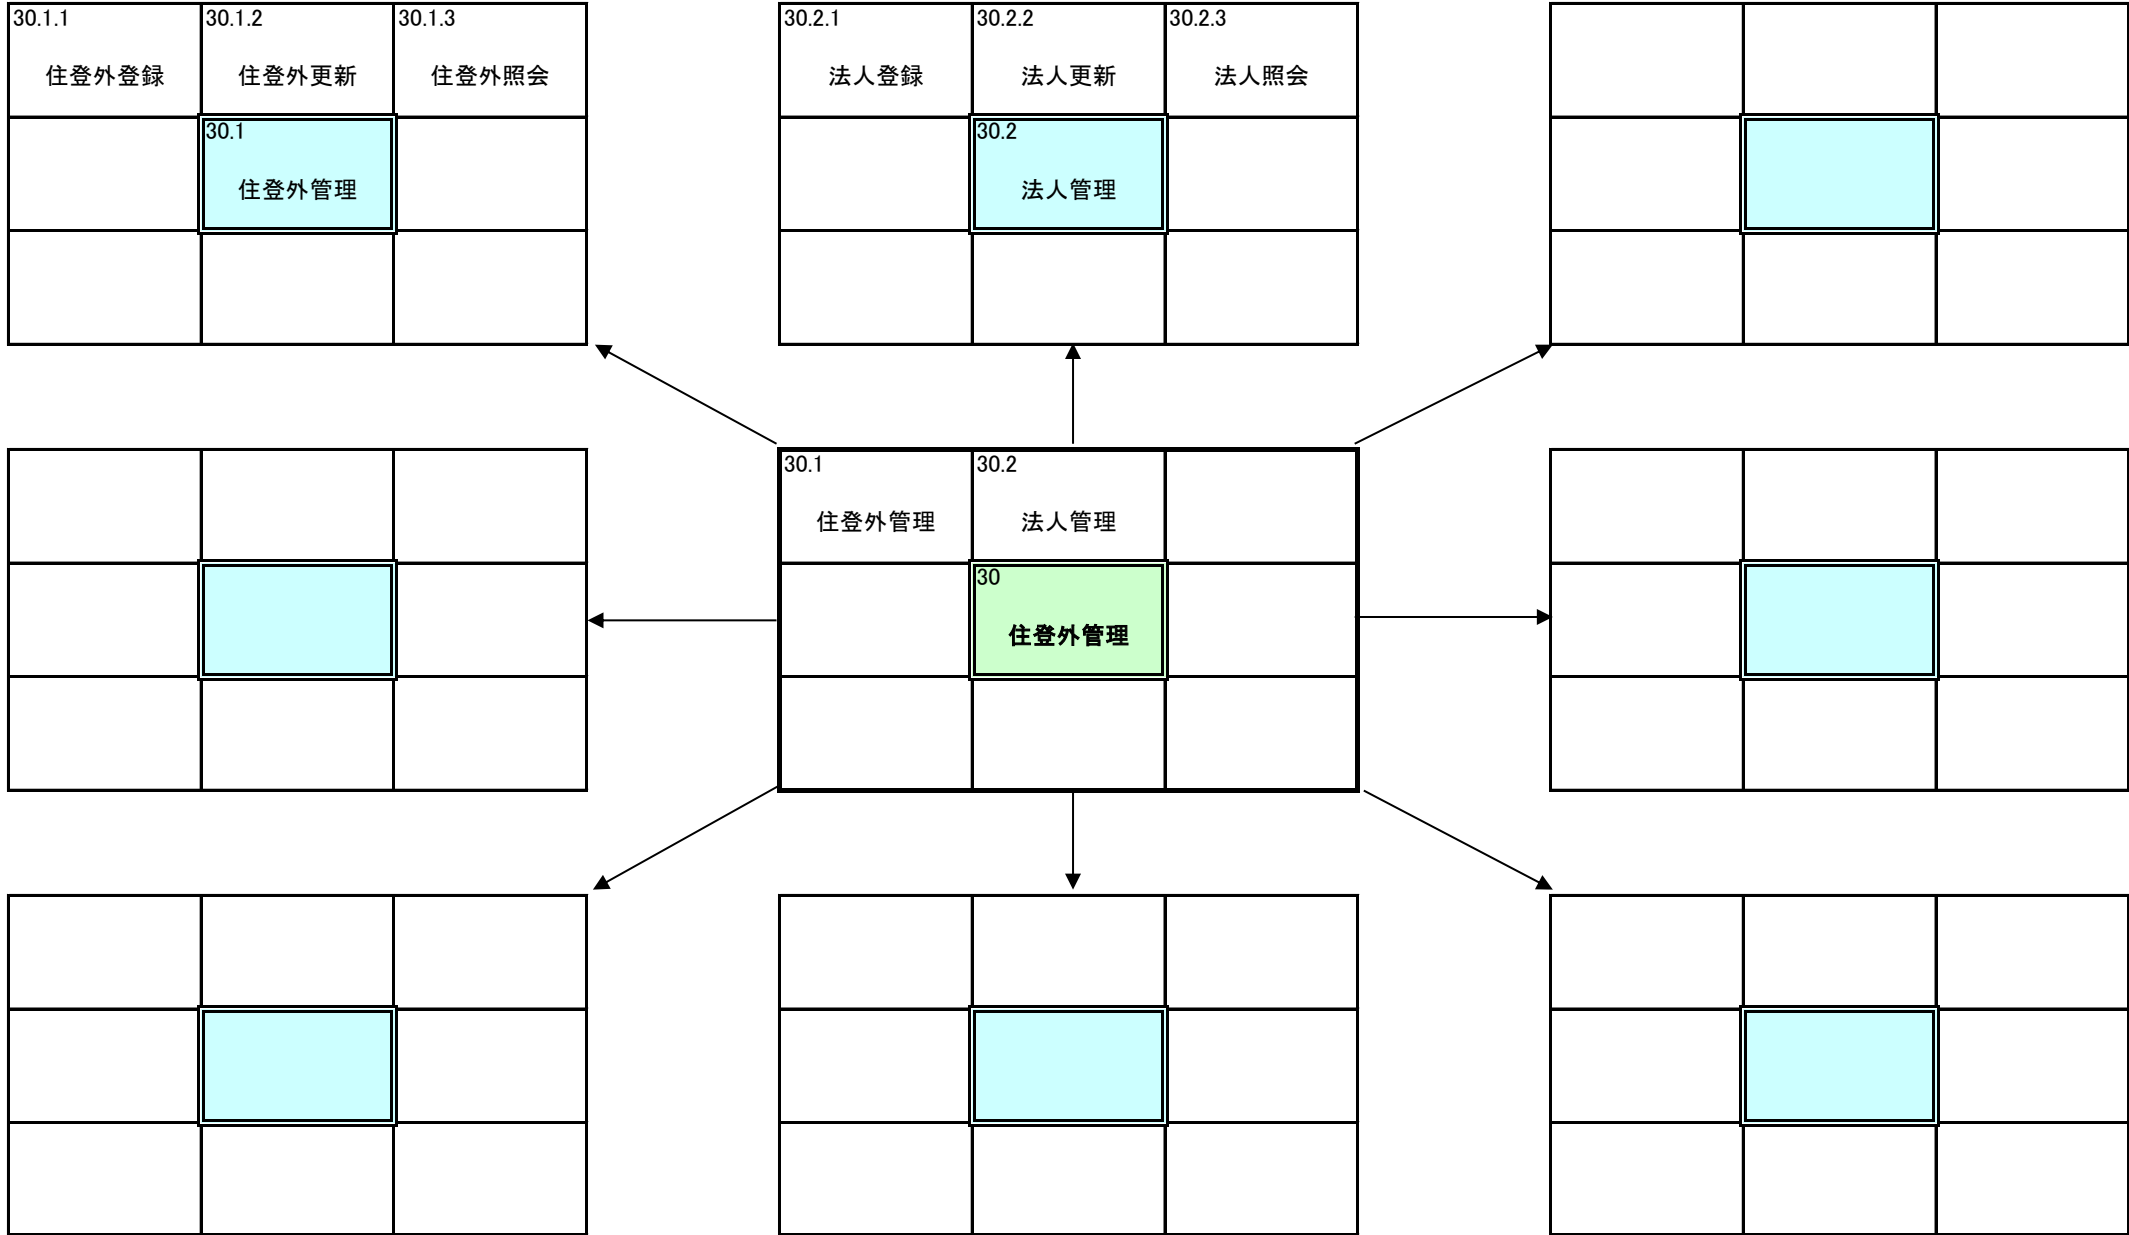 30.1.1
住登外登録
30.1.2
住登外更新
30.1.3
住登外照会
30.1
住登外管理
30.2.1
法人登録
30.2.2
法人更新
30.2.3
法人照会
30.2
法人管理
30.1
住登外管理
30.2
法人管理
30
住登外管理